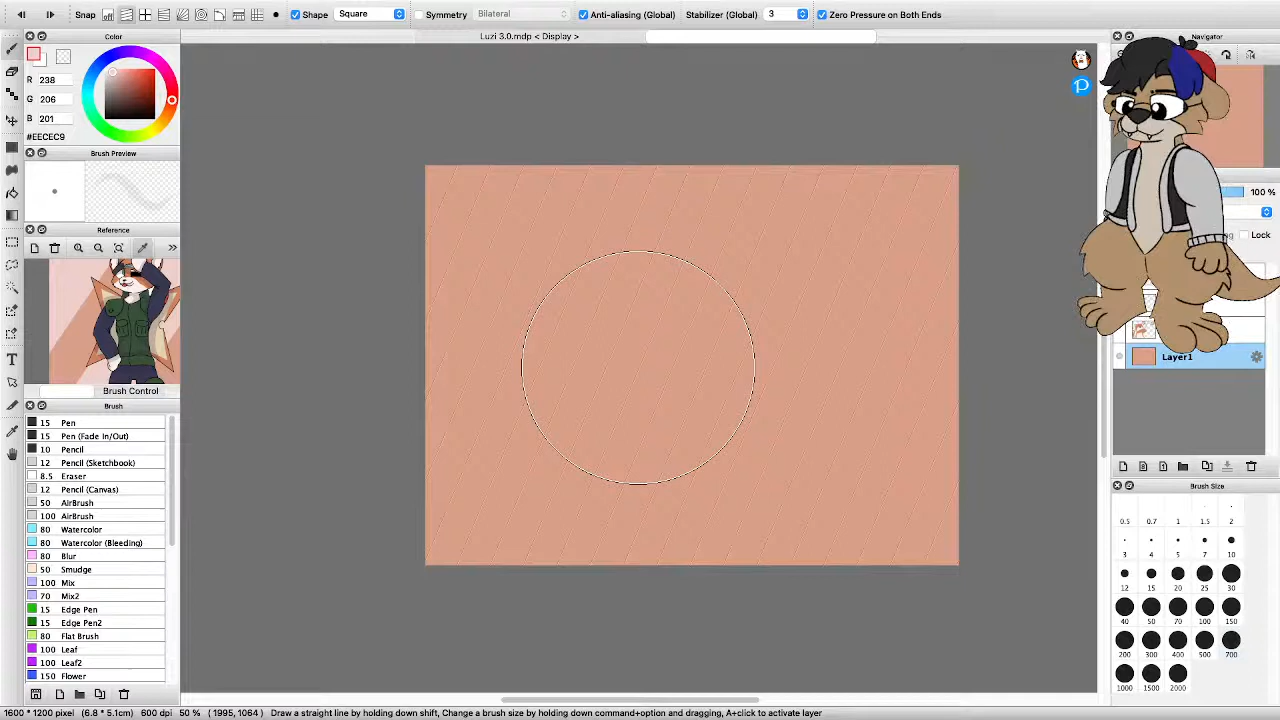 Snap
Shape
Square
Symmetry
Bilateral
Anti-aliasing (Global)
Stabilizer (Global)
3
Zero Pressure on Both Ends
Color
Luzi 3.0.mdp < Display >
Navigator
R 238
G 206
B 201
#EECEC9
Brush Preview
Reference
>>
Brush Control
Brush
15 Pen
15 Pen (Fade In/Out)
10 Pencil
12 Pencil (Sketchbook)
8.5 Eraser
12 Pencil (Canvas)
50 AirBrush
100 AirBrush
80 Watercolor
80 Watercolor (Bleeding)
80 Blur
50 Smudge
100 Mix
70 Mix2
15 Edge Pen
15 Edge Pen2
80 Flat Brush
100 Leaf
100 Leaf2
150 Flower
100 %
Lock
Layer1
Brush Size
0.5 0.7 1 1.5 2
3 4 5 7 10
12 15 20 25 30
40 50 70 100 150
200 300 400 500 700
1000 1500 2000
1600 * 1200 pixel (6.8 * 5.1cm) 600 dpi 50 % (1995, 1064) Draw a straight line by holding down shift, Change a brush size by holding down command+option and dragging, A+click to activate layer